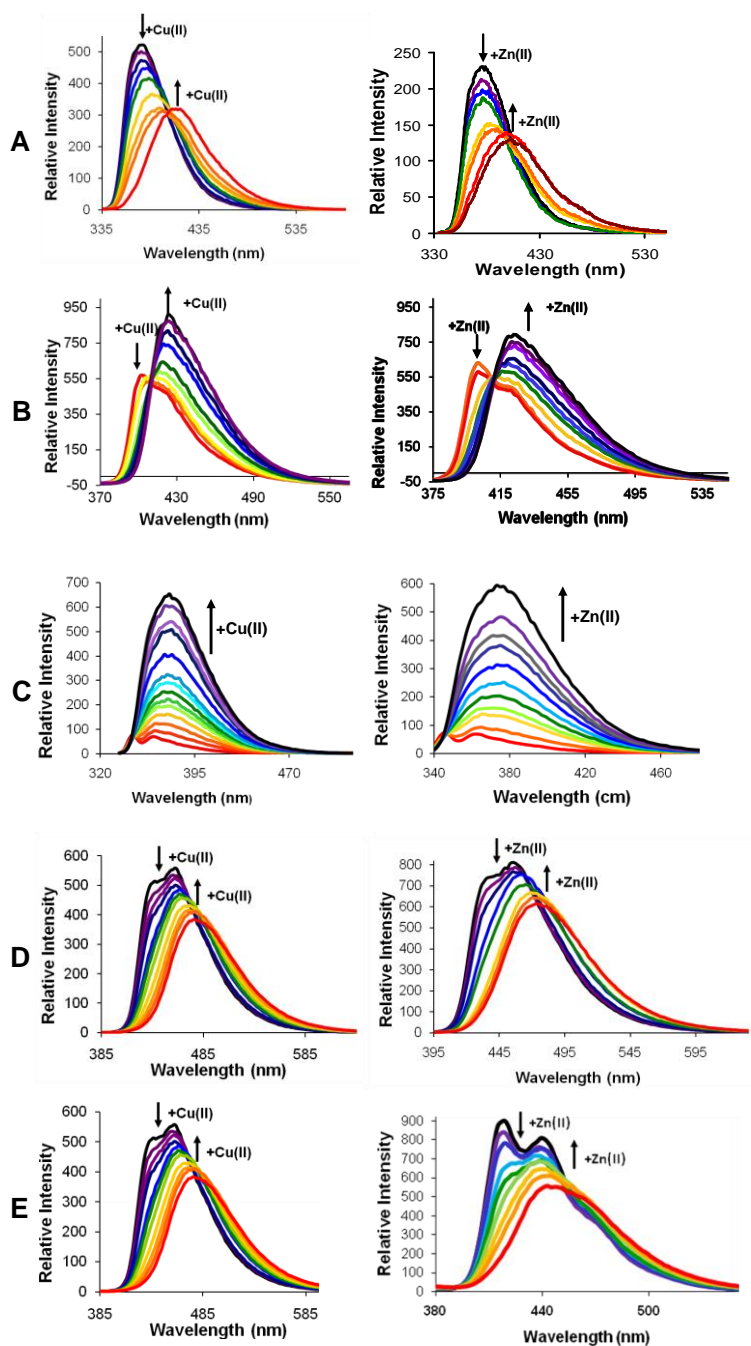 A
Relative Intensity
500
400
300
200
100
0
335
435
535
Wavelength (nm)
+Cu(II)
+Cu(II)
Relative Intensity
250
200
150
100
50
0
330
430
530
Wavelength (nm)
+Zn(II)
+Zn(II)
B
Relative Intensity
950
750
550
350
150
-50
370
430
490
550
Wavelength (nm)
+Cu(II)
+Cu(II)
Relative Intensity
950
750
550
350
150
-50
375
415
455
495
535
Wavelength (nm)
+Zn(II)
+Zn(II)
C
Relative Intensity
700
600
500
400
300
200
100
0
320
395
470
Wavelength (nm)
+Cu(II)
Relative Intensity
600
500
400
300
200
100
0
340
380
420
460
Wavelength (cm)
+Zn(II)
D
Relative Intensity
600
500
400
300
200
100
0
385
485
585
Wavelength (nm)
+Cu(II)
+Cu(II)
Relative Intensity
800
700
600
500
400
300
200
100
0
395
445
495
545
595
Wavelength (nm)
+Zn(II)
+Zn(II)
E
Relative Intensity
600
500
400
300
200
100
0
385
485
585
Wavelength (nm)
+Cu(II)
+Cu(II)
Relative Intensity
900
800
700
600
500
400
300
200
100
0
380
440
500
Wavelength (nm)
+Zn(II)
+Zn(II)